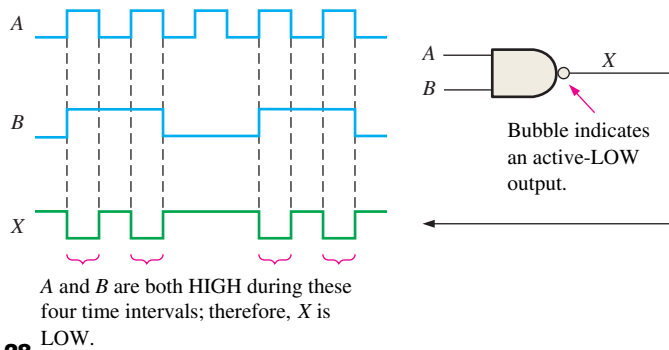 A
A
X
B
B
Bubble indicates
an active-LOW
output.
X
A and B are both HIGH during these
four time intervals; therefore, X is
LOW.